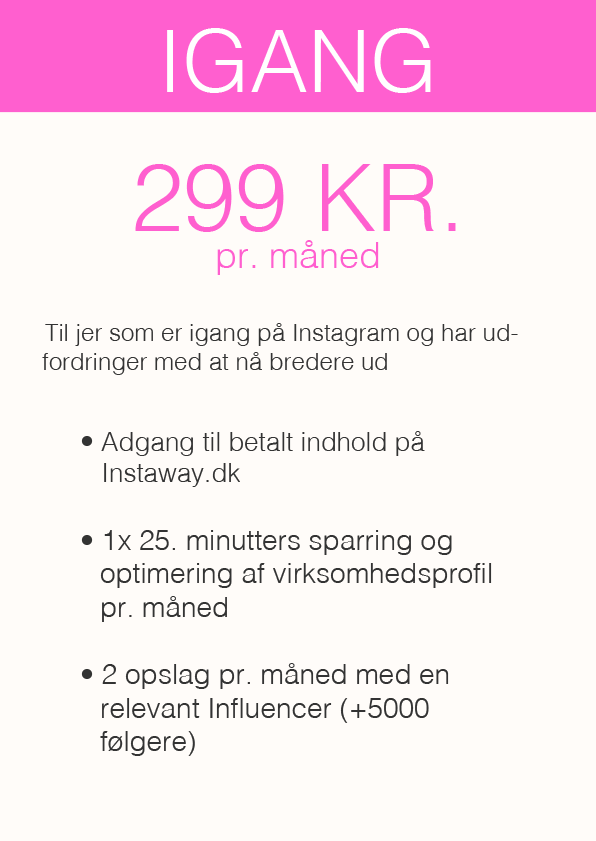 IGANG
299 KR.
pr. måned
Til jer som er igang på Instagram og har ud-
fordringer med at nå bredere ud
• Adgang til betalt indhold på
Instaway.dk
• 1x 25. minutters sparring og
optimering af virksomhedsprofil
pr. måned
• 2 opslag pr. måned med en
relevant Influencer (+5000
følgere)